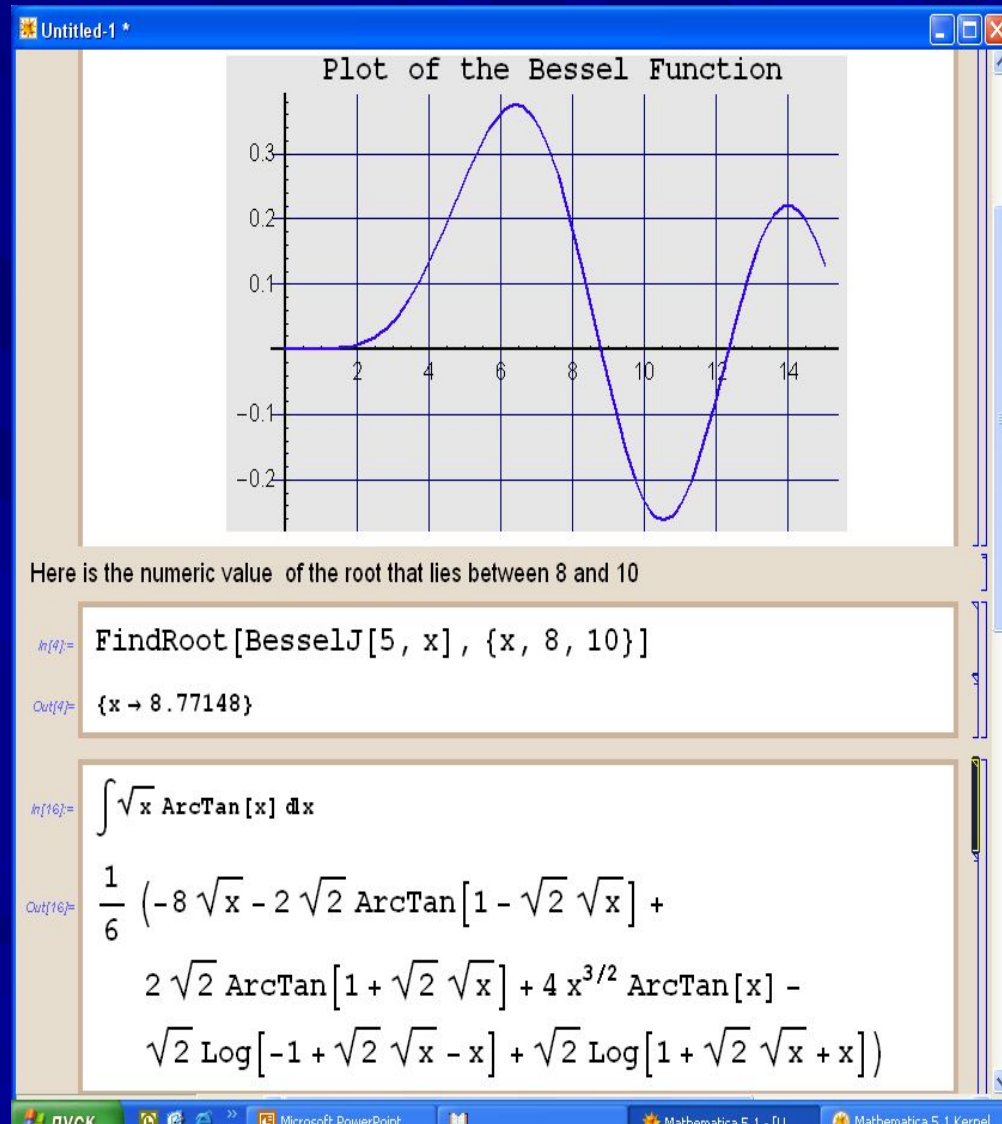 Untitled-1 *
Plot of the Bessel Function
0.3
0.2
0.1
2 4 6 8 10 12 14
-0.1
-0.2
Here is the numeric value of the root that lies between 8 and 10
In[4]:= FindRoot[BesselJ[5, x], {x, 8, 10}]
Out[4]= {x → 8.77148}
In[16]:= ∫√x ArcTan[x] ⅆx
Out[16]= 1/6 (-8 √x - 2 √2 ArcTan[1 - √2 √x] +
2 √2 ArcTan[1 + √2 √x] + 4 x^(3/2) ArcTan[x] -
√2 Log[-1 + √2 √x - x] + √2 Log[1 + √2 √x + x])
пуск » Microsoft PowerPoint Mathematica 5.1 - [U Mathematica 5.1 Kernel